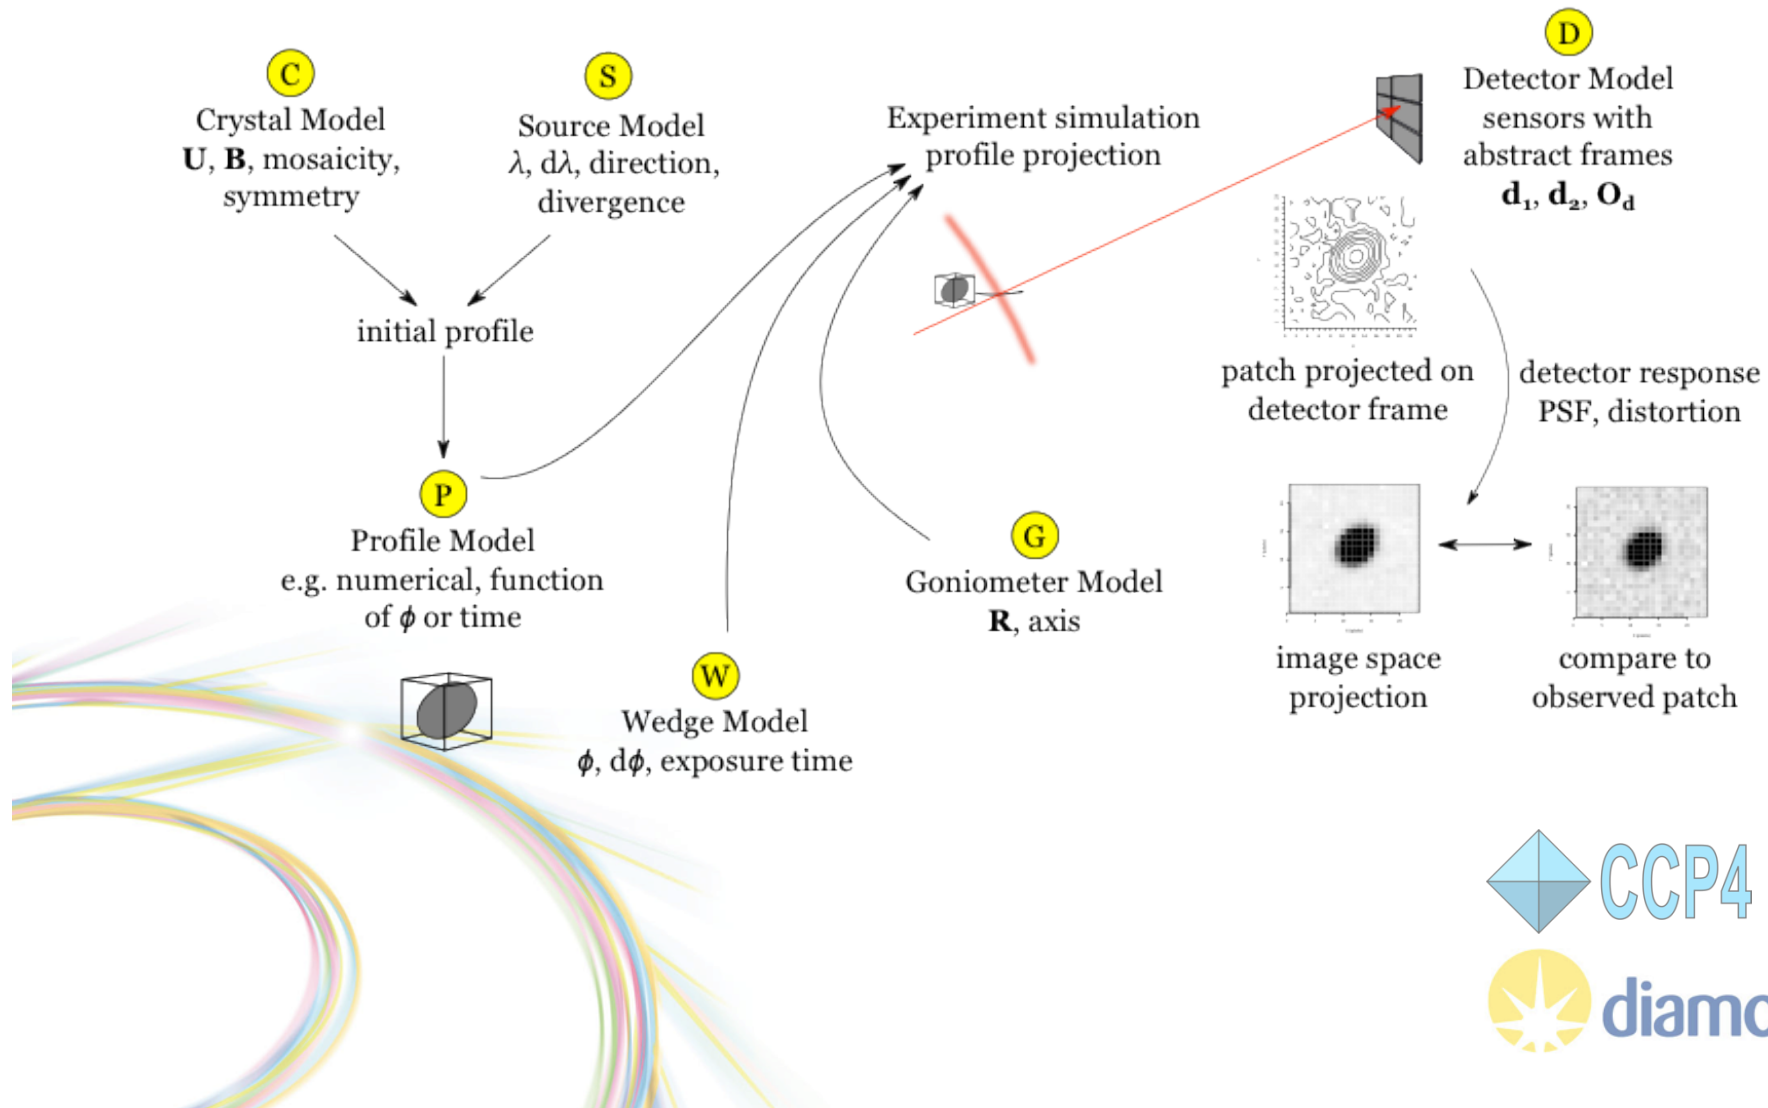 C
Crystal Model
U, B, mosaicity,
symmetry
S
Source Model
λ, dλ, direction,
divergence
initial profile
P
Profile Model
e.g. numerical, function
of ϕ or time
W
Wedge Model
ϕ, dϕ, exposure time
G
Goniometer Model
R, axis
Experiment simulation
profile projection
D
Detector Model
sensors with
abstract frames
d₁, d₂, O_d
patch projected on
detector frame
detector response
PSF, distortion
image space
projection
compare to
observed patch
CCP4
diamo